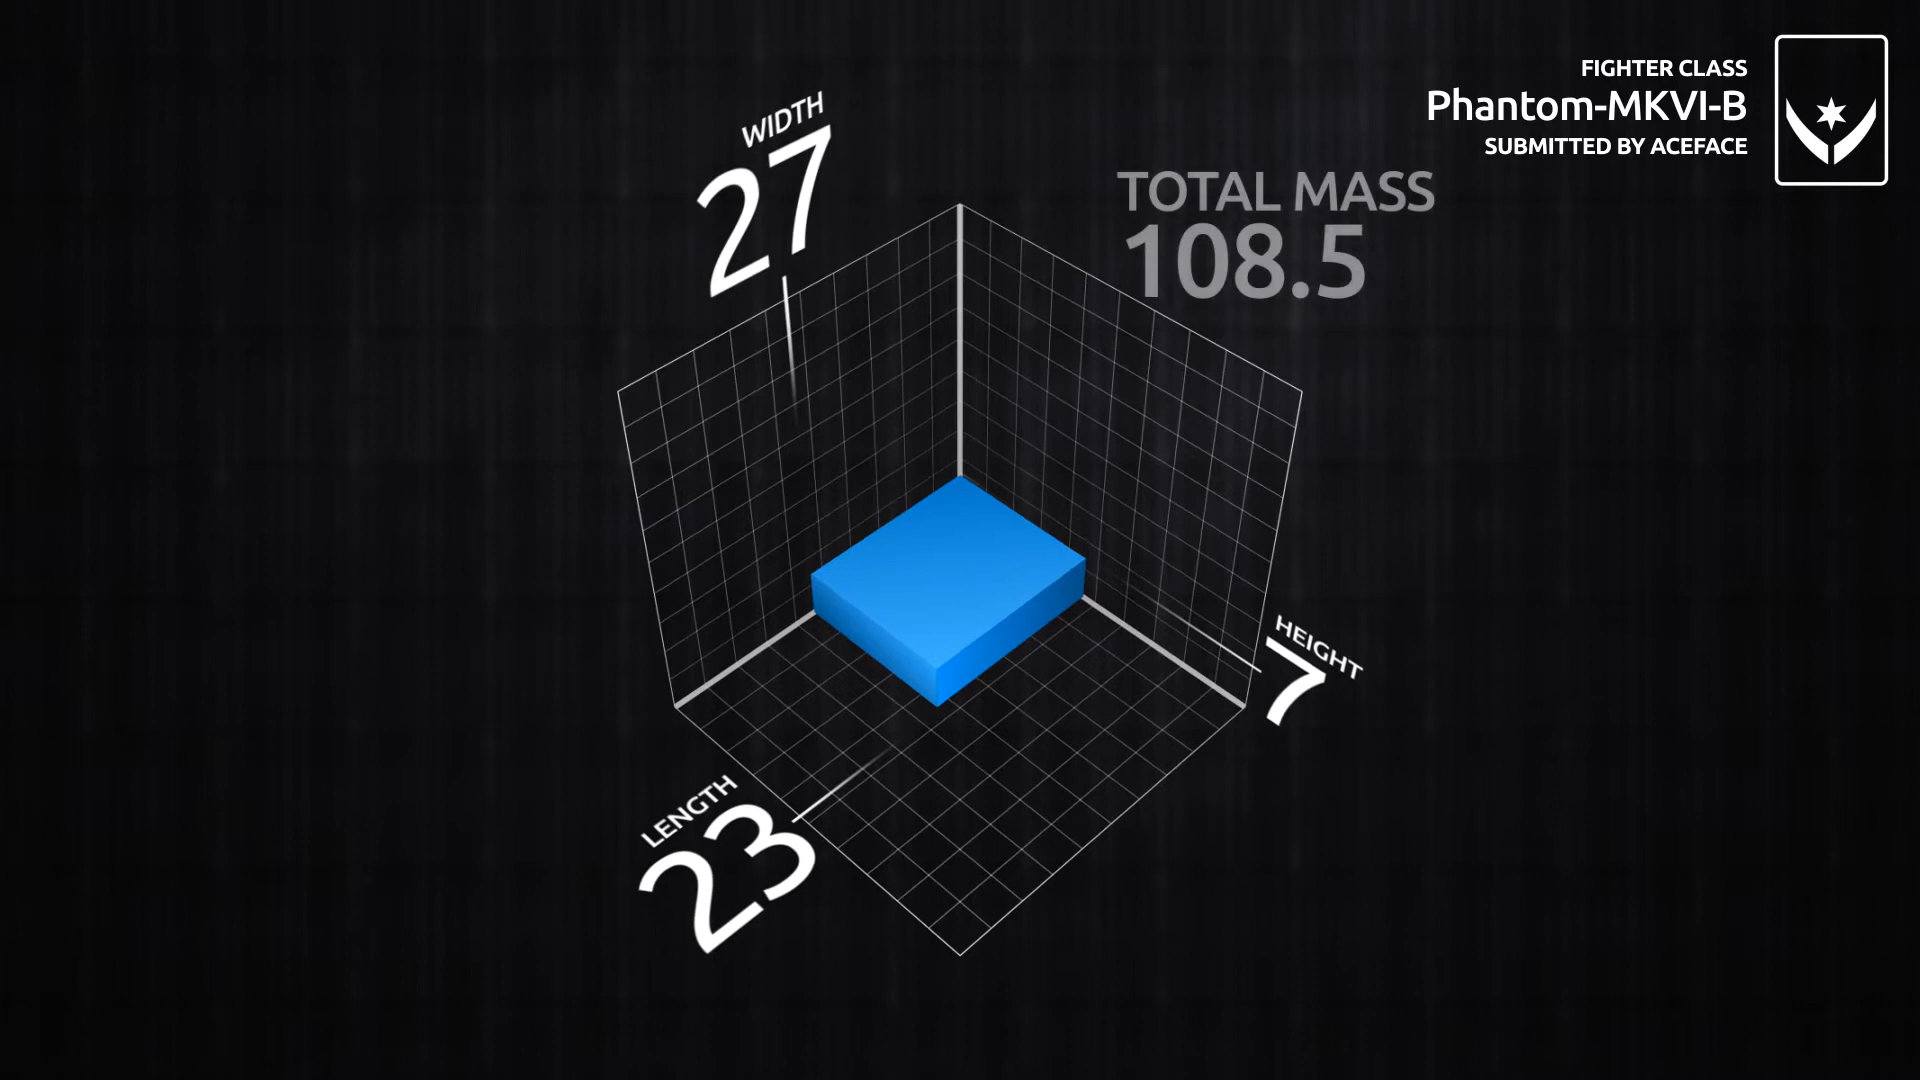 FIGHTER CLASS
Phantom-MKVI-B
SUBMITTED BY ACEFACE
WIDTH
27
TOTAL MASS
108.5
HEIGHT
7
LENGTH
23